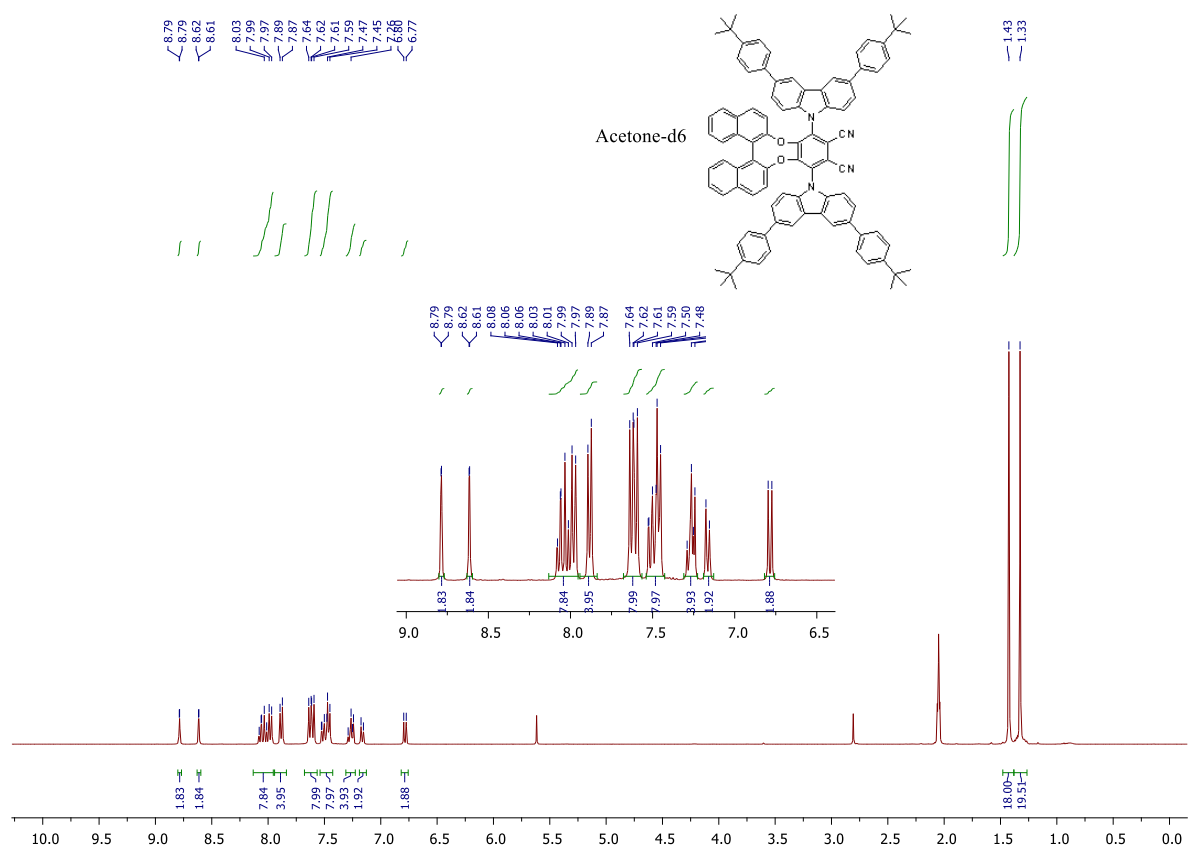 8.79 8.79 8.62 8.61 8.03 7.99 7.97 7.89 7.87 7.64 7.62 7.61 7.59 7.47 7.45 7.26 6.80 6.77 1.43 1.33
N
CN
Acetone-d6
O
O
CN
N
8.79 8.79 8.62 8.61 8.08 8.06 8.06 8.03 8.01 7.99 7.97 7.89 7.87 7.64 7.62 7.61 7.59 7.50 7.48
1.83 1.84 7.84 3.95 7.99 7.97 3.93 1.92 1.88
9.0 8.5 8.0 7.5 7.0 6.5
1.83 1.84 7.84 3.95 7.99 7.97 3.93 1.92 1.88 18.00 19.51
10.0 9.5 9.0 8.5 8.0 7.5 7.0 6.5 6.0 5.5 5.0 4.5 4.0 3.5 3.0 2.5 2.0 1.5 1.0 0.5 0.0